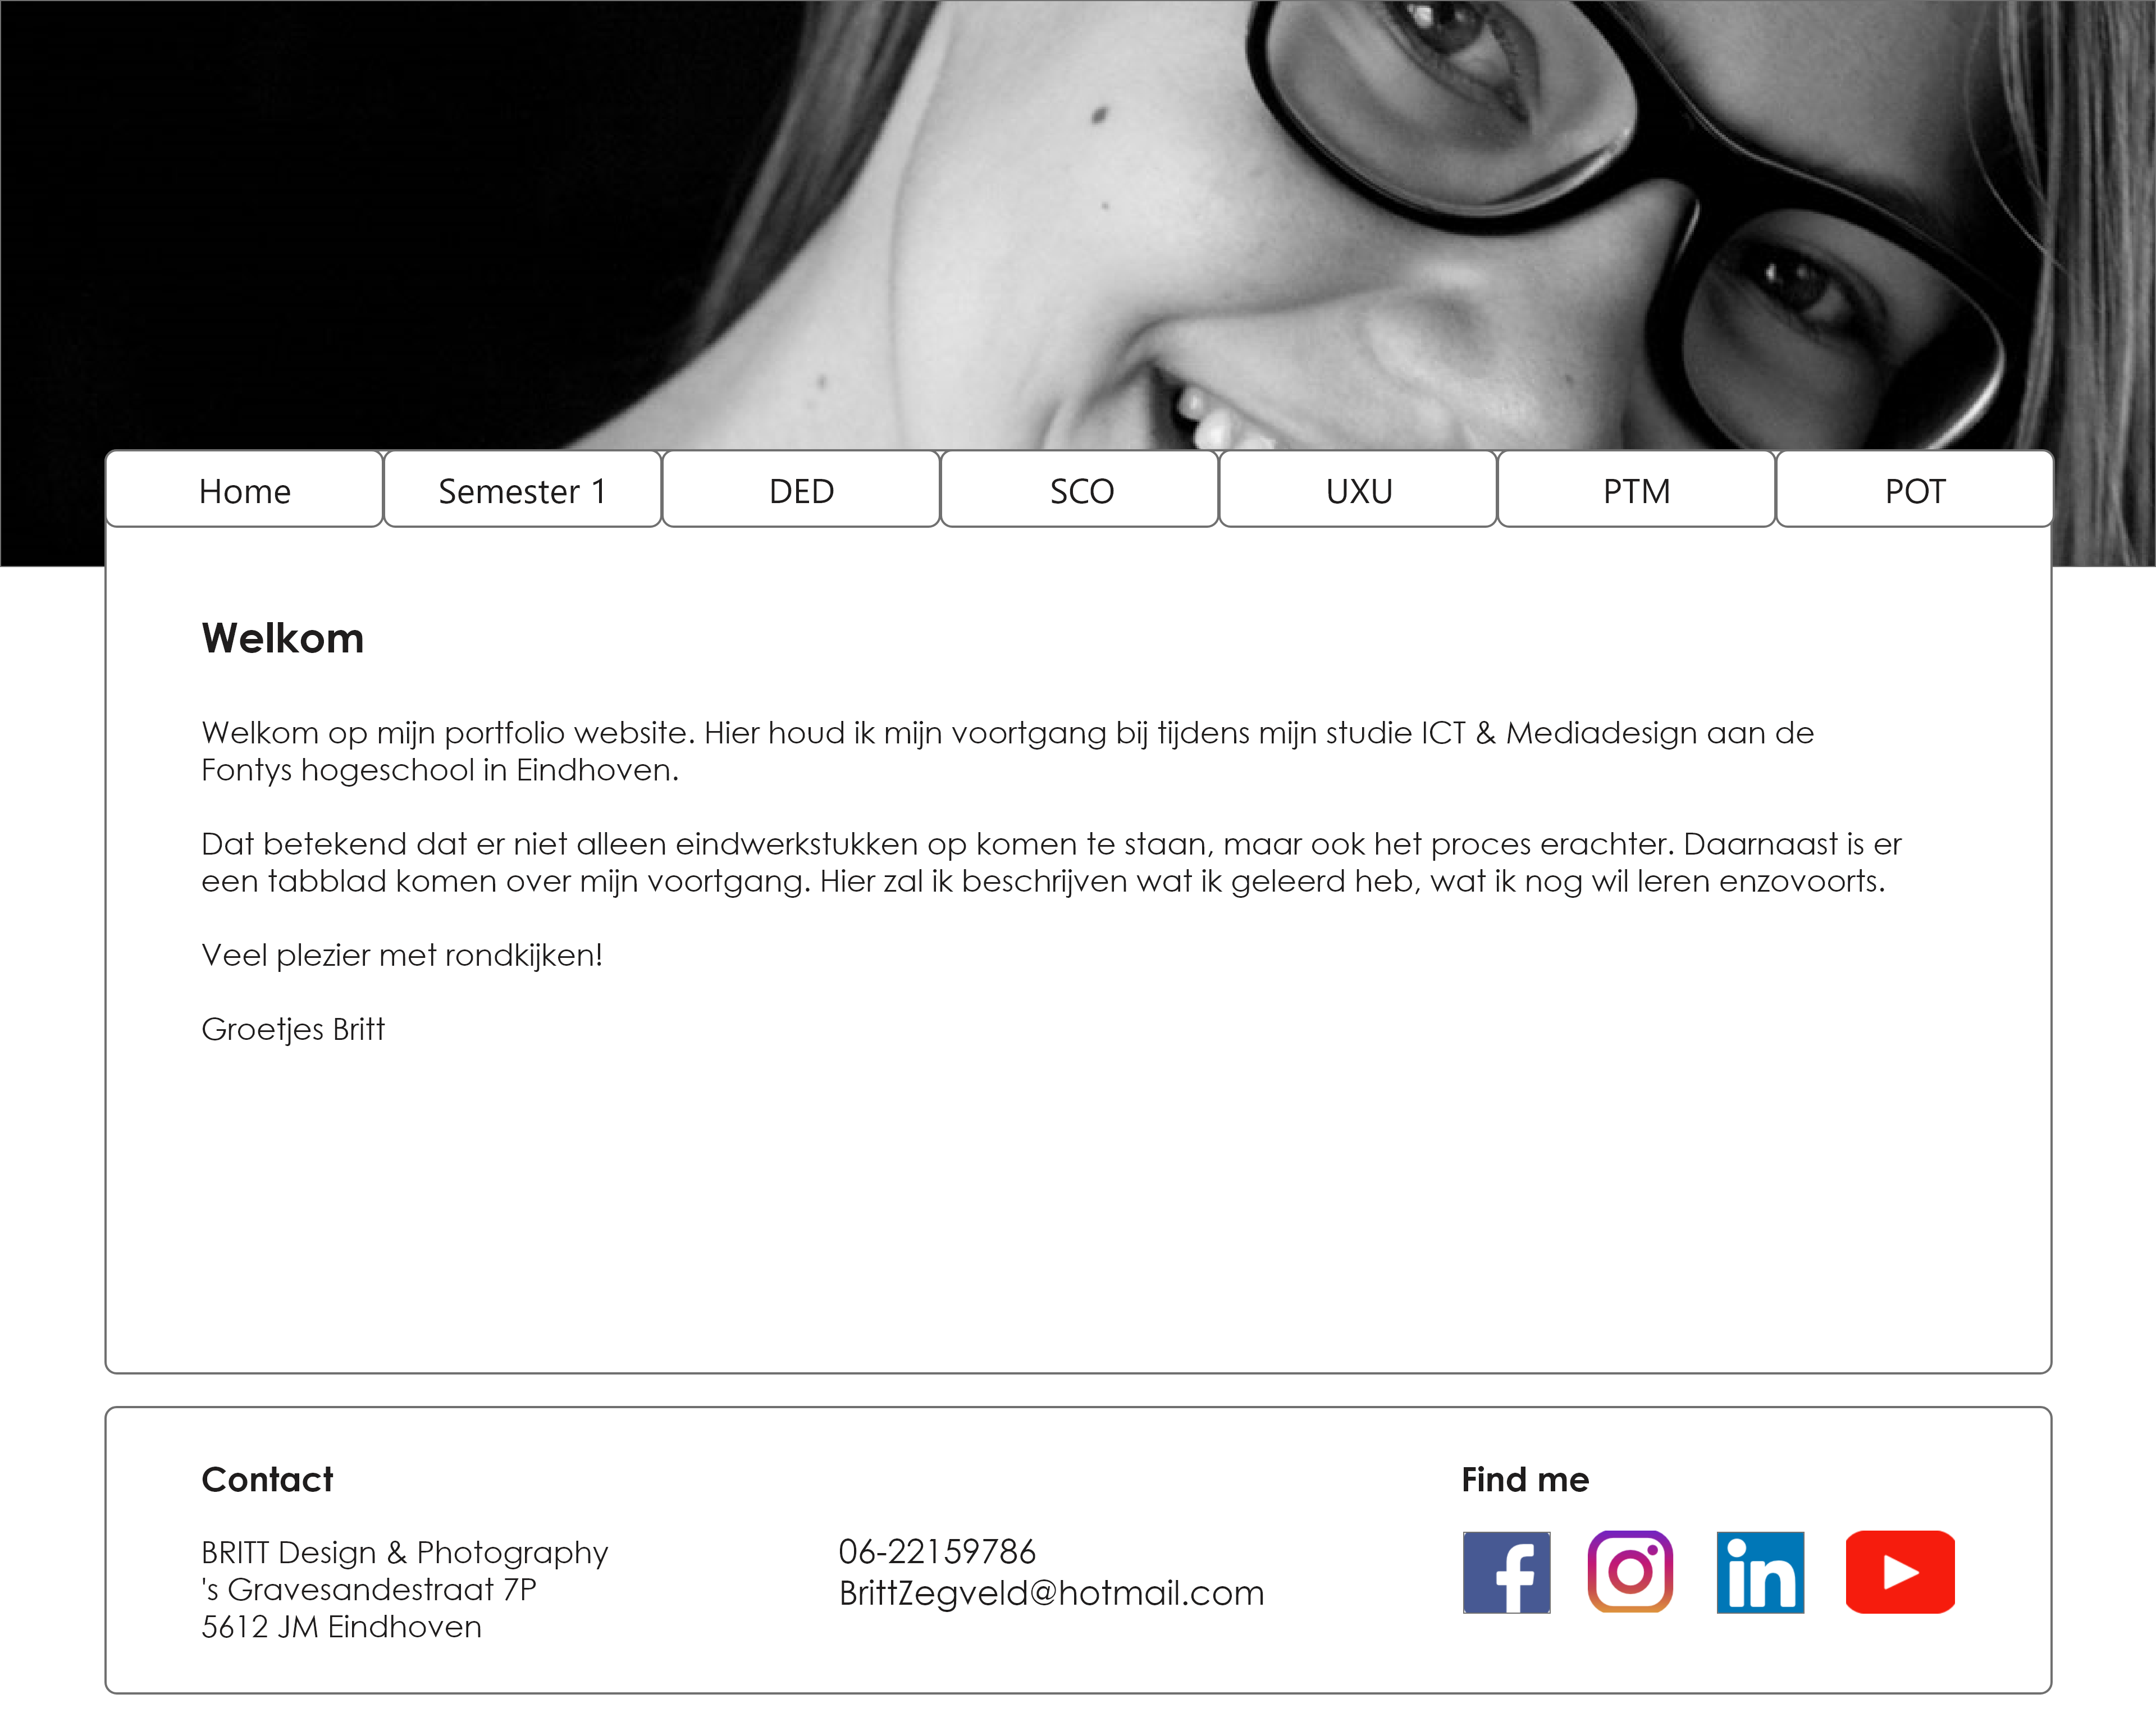 Home
Semester 1
DED
SCO
UXU
PTM
POT
Welkom
Welkom op mijn portfolio website. Hier houd ik mijn voortgang bij tijdens mijn studie ICT & Mediadesign aan de
Fontys hogeschool in Eindhoven.
Dat betekend dat er niet alleen eindwerkstukken op komen te staan, maar ook het proces erachter. Daarnaast is er
een tabblad komen over mijn voortgang. Hier zal ik beschrijven wat ik geleerd heb, wat ik nog wil leren enzovoorts.
Veel plezier met rondkijken!
Groetjes Britt
Contact
BRITT Design & Photography
's Gravesandestraat 7P
5612 JM Eindhoven
06-22159786
BrittZegveld@hotmail.com
Find me
f
in